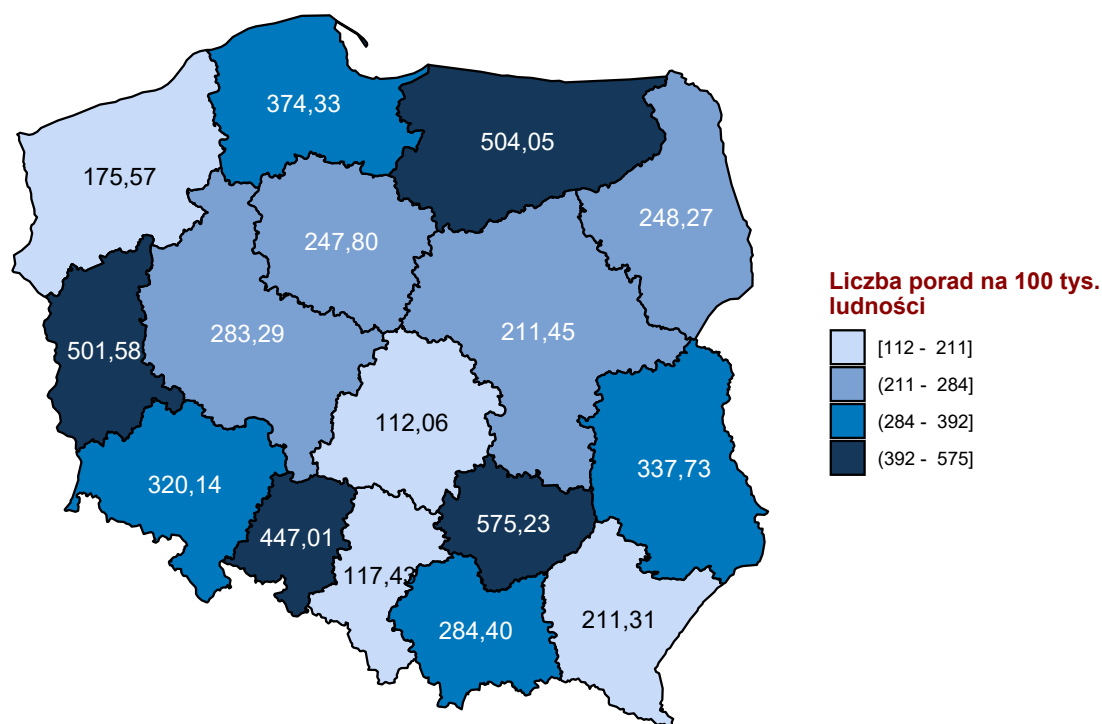 374,33
504,05
175,57
248,27
247,80
283,29
211,45
501,58
112,06
337,73
320,14
575,23
447,01
117,43
211,31
284,40
Liczba porad na 100 tys.
ludności
[112 - 211]
(211 - 284]
(284 - 392]
(392 - 575]